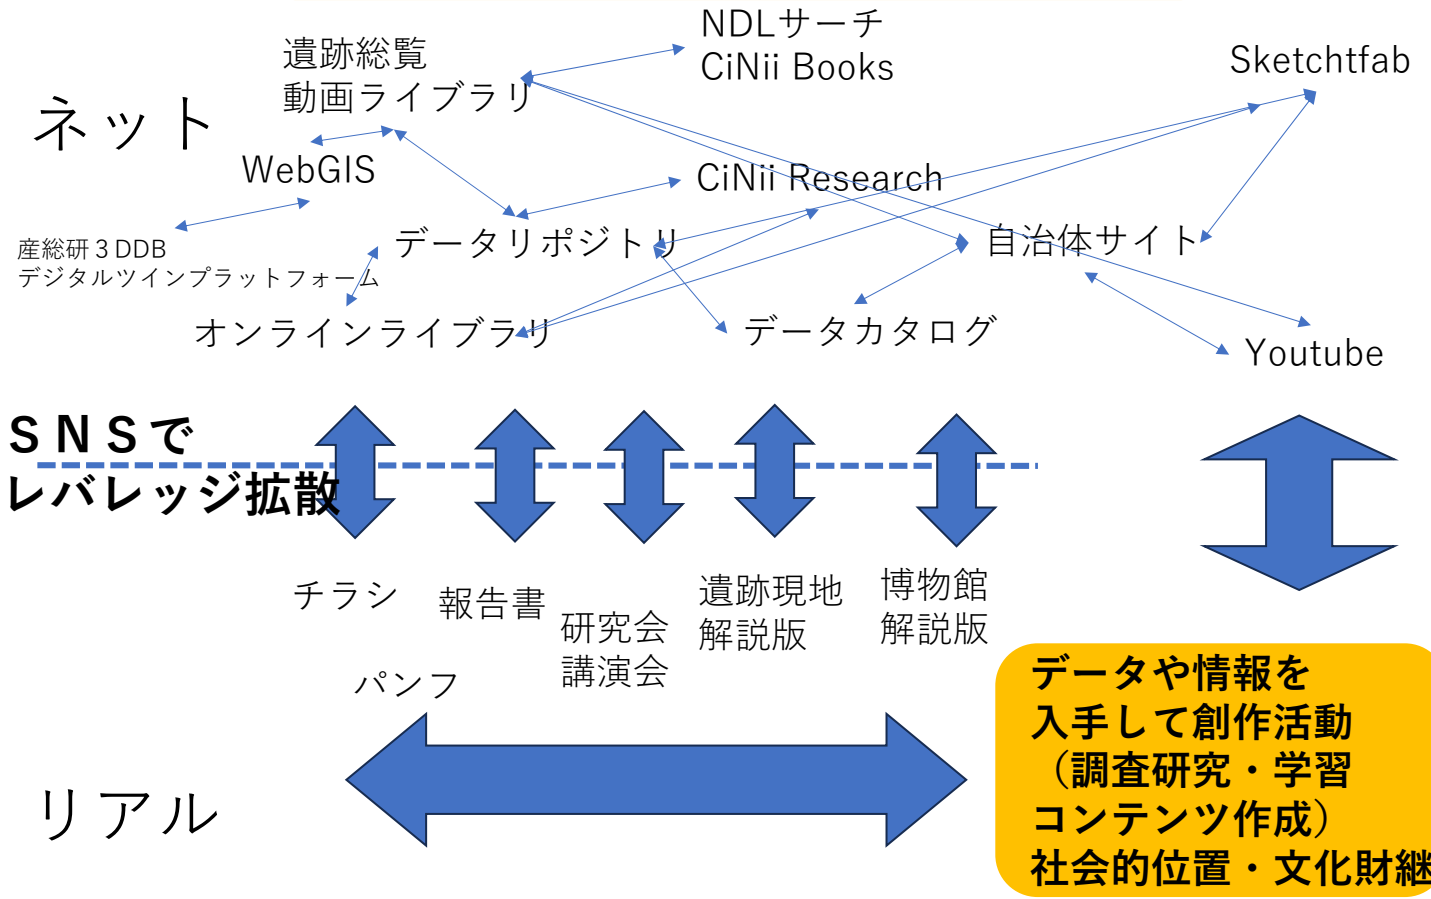 NDLサーチ
CiNii Books
遺跡総覧
動画ライブラリ
Sketchtfab
ネット
WebGIS
CiNii Research
産総研３DDB
デジタルツインプラットフォーム
データリポジトリ
自治体サイト
オンラインライブラリ
データカタログ
Youtube
ＳＮＳで
レバレッジ拡散
チラシ
報告書
研究会
講演会
遺跡現地
解説版
博物館
解説版
パンフ
リアル
データや情報を
入手して創作活動
（調査研究・学習
コンテンツ作成）
社会的位置・文化財継